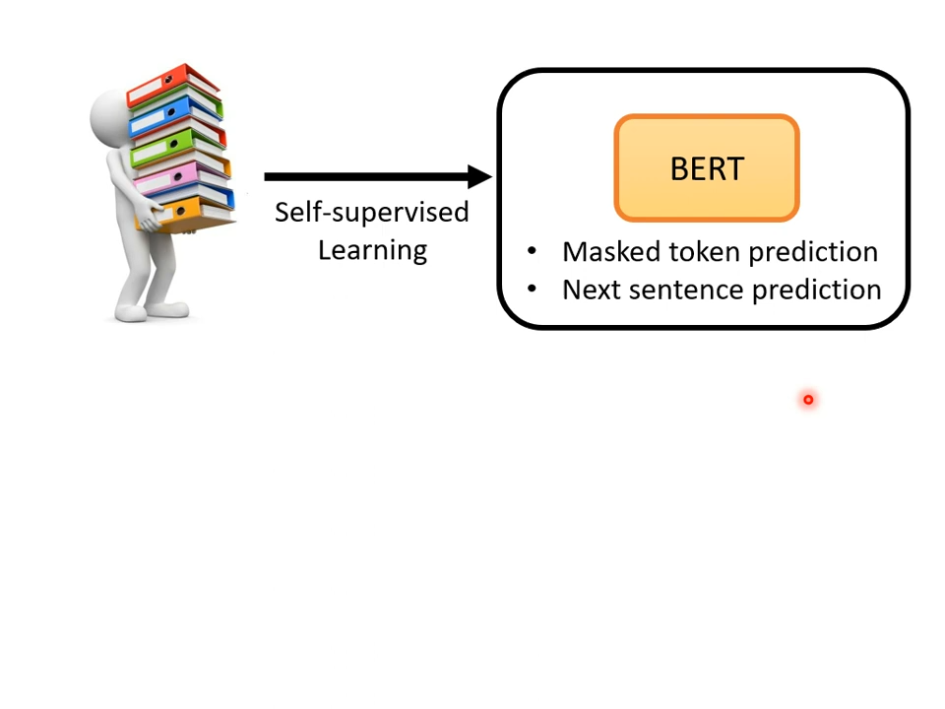 BERT
Self-supervised
Learning
• Masked token prediction
• Next sentence prediction